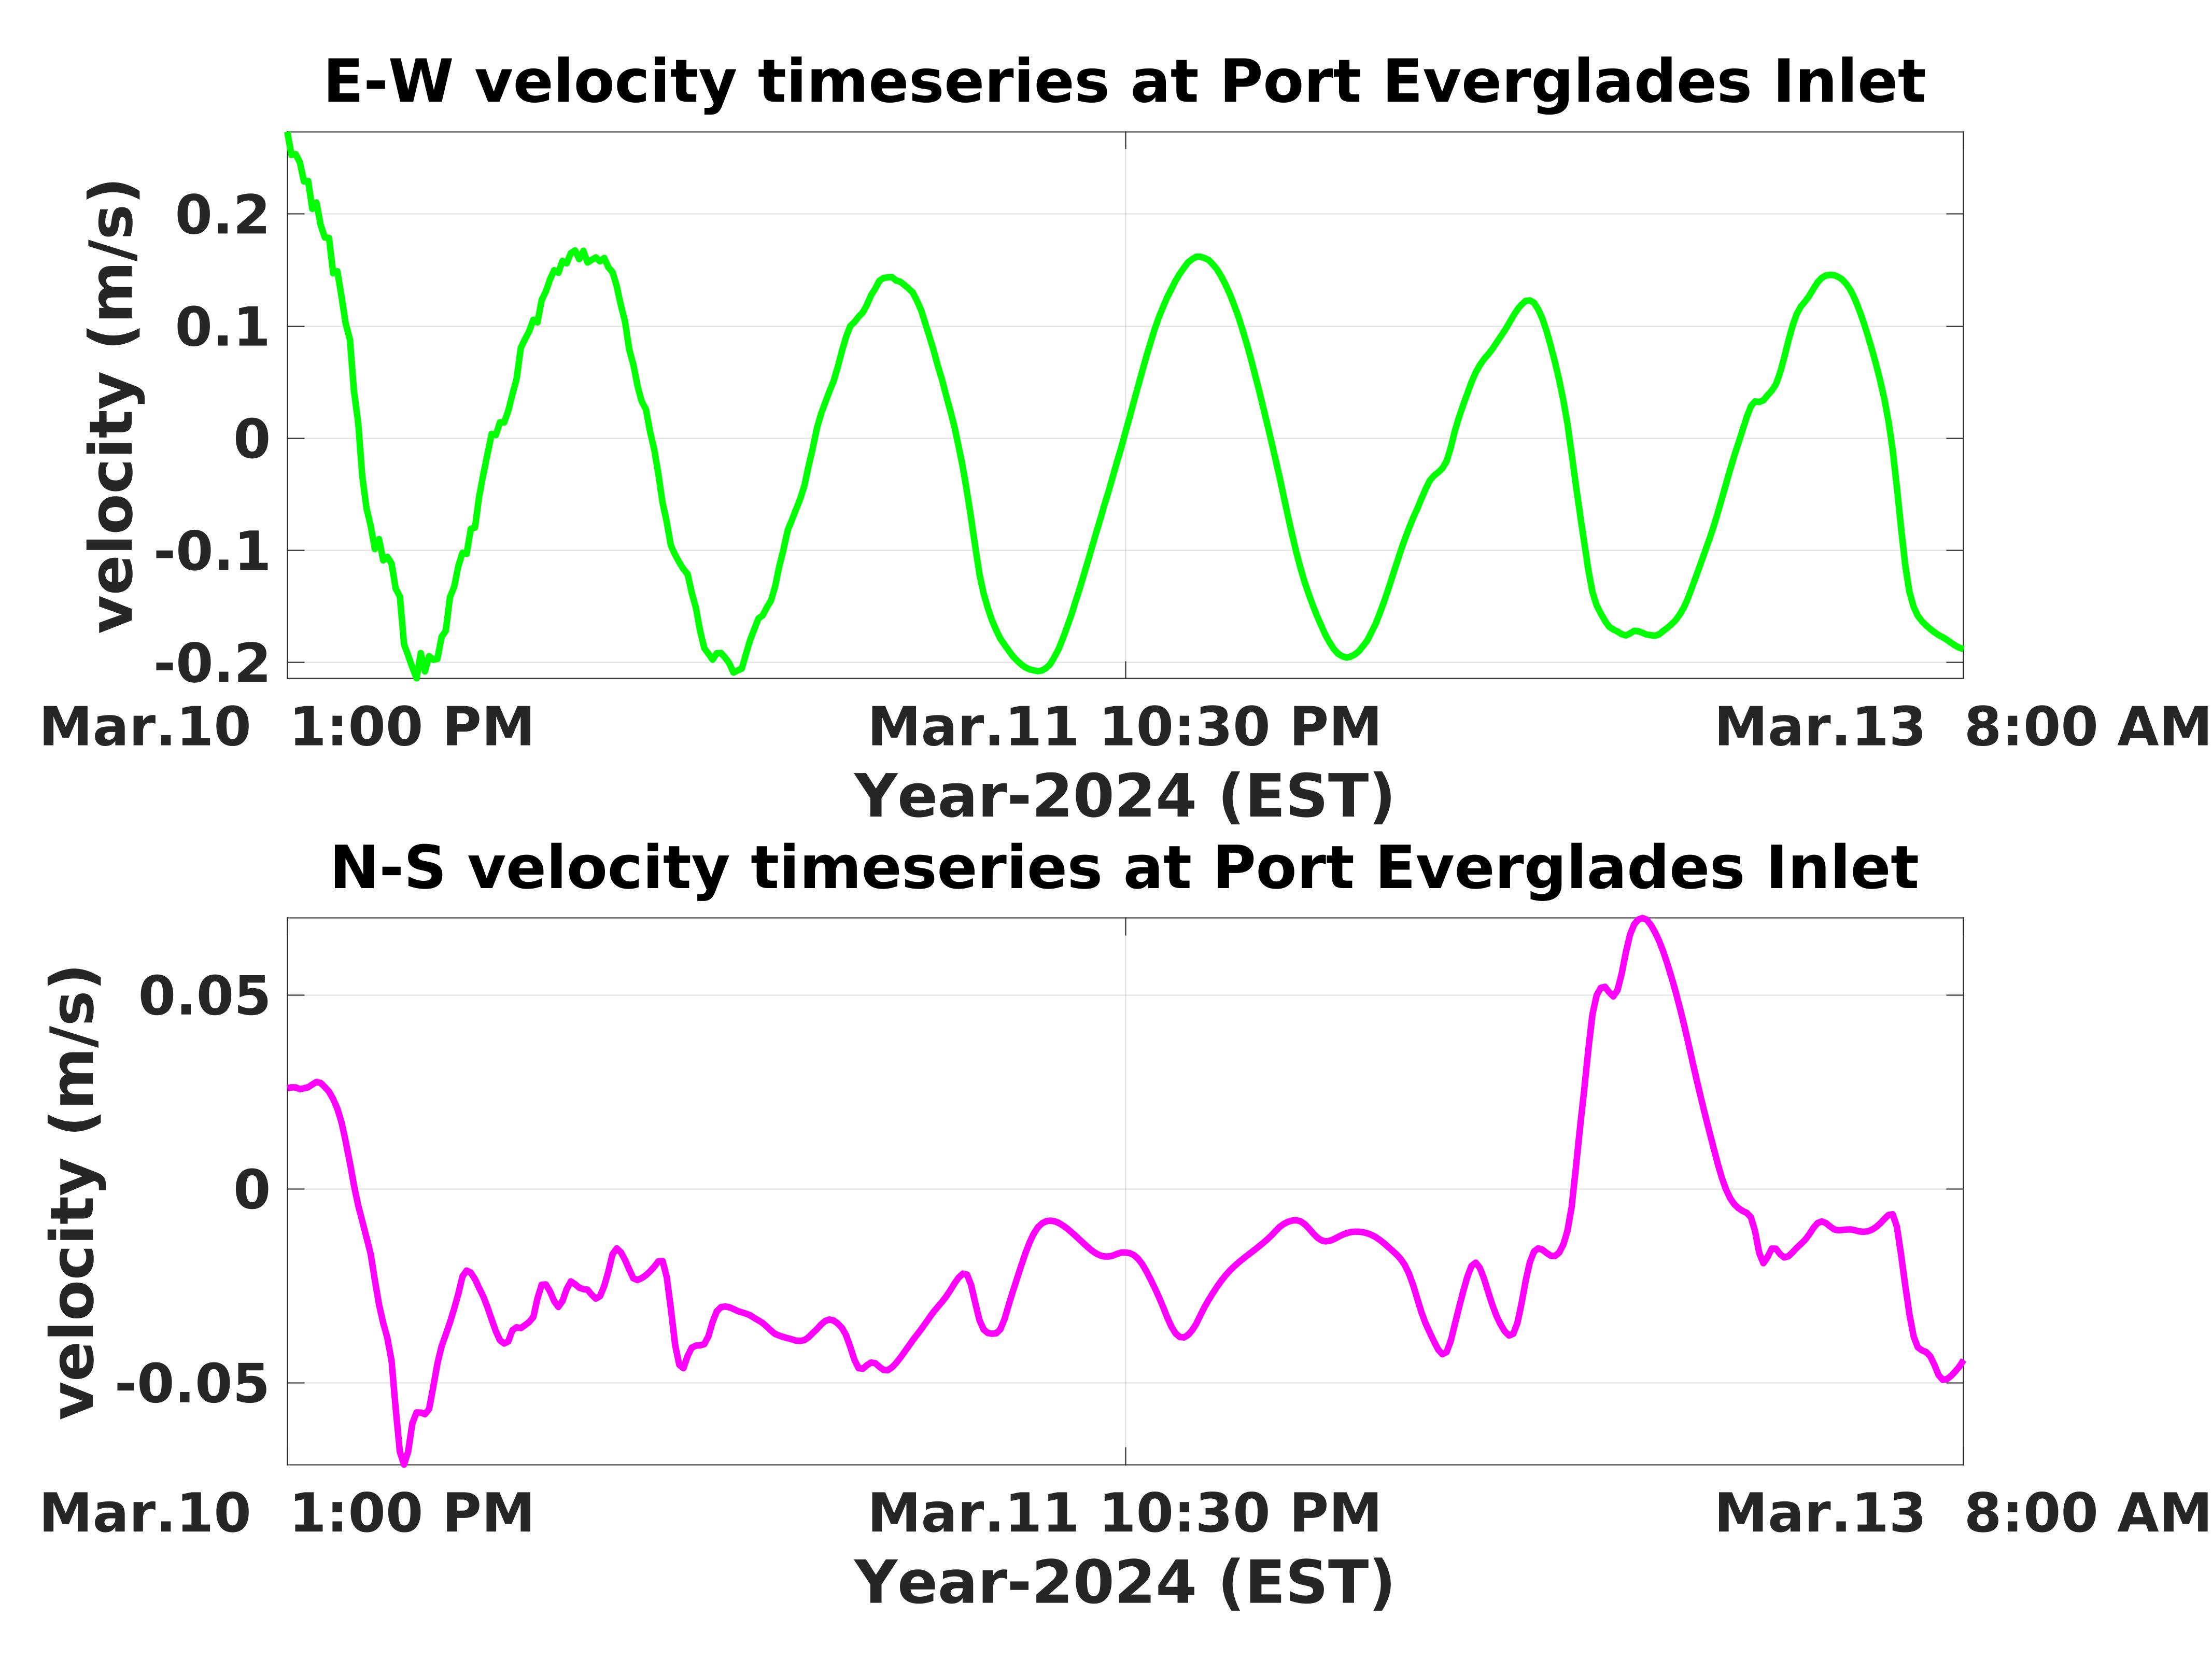 E-W velocity timeseries at Port Everglades Inlet
velocity (m/s)
0.2
0.1
0
-0.1
-0.2
Mar.10 1:00 PM Mar.11 10:30 PM Mar.13 8:00 AM
Year-2024 (EST)
N-S velocity timeseries at Port Everglades Inlet
velocity (m/s)
0.05
0
-0.05
Mar.10 1:00 PM Mar.11 10:30 PM Mar.13 8:00 AM
Year-2024 (EST)